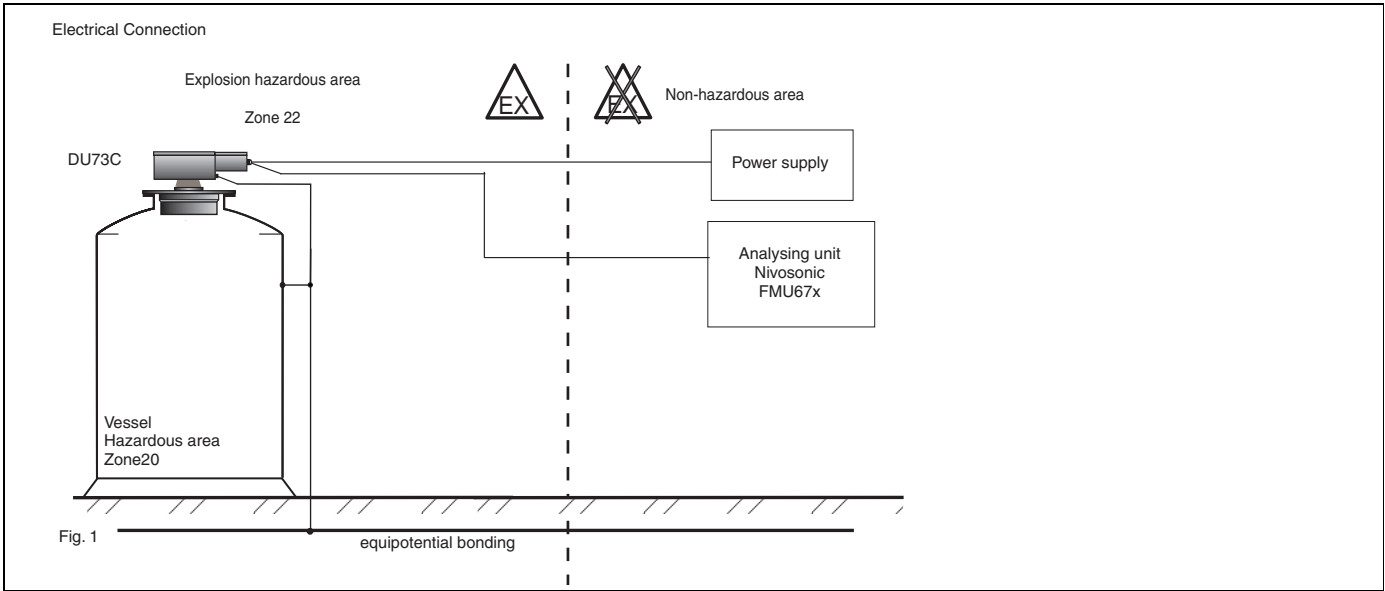 Electrical Connection
Explosion hazardous area
Zone 22
EX
EX
Non-hazardous area
DU73C
Power supply
Analysing unit
Nivosonic
FMU67x
Vessel
Hazardous area
Zone20
Fig. 1
equipotential bonding